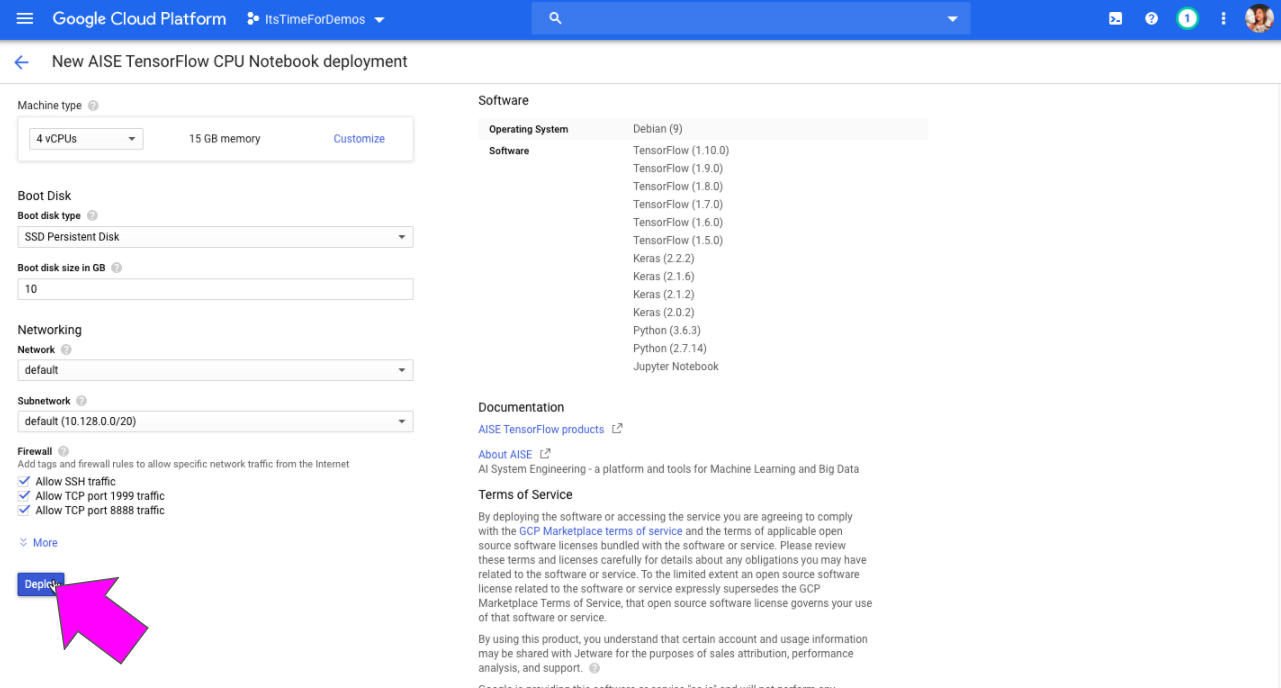 Google Cloud Platform
ItsTimeForDemos
1
New AISE TensorFlow CPU Notebook deployment
Machine type
4 vCPUs
15 GB memory
Customize
Boot Disk
Boot disk type
SSD Persistent Disk
Boot disk size in GB
10
Networking
Network
default
Subnetwork
default (10.128.0.0/20)
Firewall
Add tags and firewall rules to allow specific network traffic from the Internet
Allow SSH traffic
Allow TCP port 1999 traffic
Allow TCP port 8888 traffic
More
Deploy
Software
Operating System
Debian (9)
Software
TensorFlow (1.10.0)
TensorFlow (1.9.0)
TensorFlow (1.8.0)
TensorFlow (1.7.0)
TensorFlow (1.6.0)
TensorFlow (1.5.0)
Keras (2.2.2)
Keras (2.1.6)
Keras (2.1.2)
Keras (2.0.2)
Python (3.6.3)
Python (2.7.14)
Jupyter Notebook
Documentation
AISE TensorFlow products
About AISE
AI System Engineering - a platform and tools for Machine Learning and Big Data
Terms of Service
By deploying the software or accessing the service you are agreeing to comply
with the GCP Marketplace terms of service and the terms of applicable open
source software licenses bundled with the software or service. Please review
these terms and licenses carefully for details about any obligations you may have
related to the software or service. To the limited extent an open source software
license related to the software or service expressly supersedes the GCP
Marketplace Terms of Service, that open source software license governs your use
of that software or service.
By using this product, you understand that certain account and usage information
may be shared with Jetware for the purposes of sales attribution, performance
analysis, and support.
Google is providing this software or service "as-is" and will not perform any